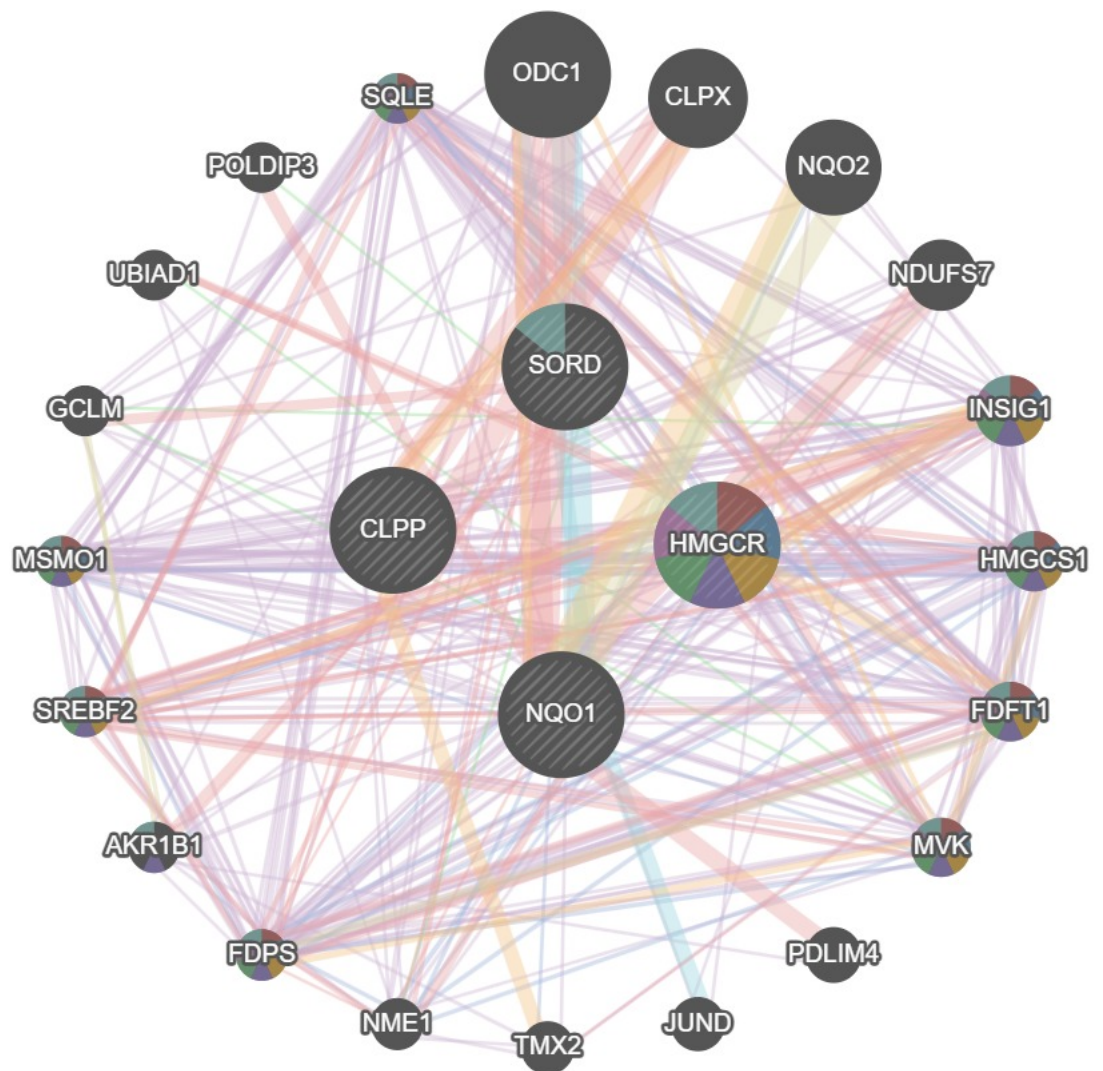 ODC1
CLPX
SQLE
NQO2
POLDIP3
UBIAD1
NDUFS7
SORD
GCLM
INSIG1
CLPP
HMGCR
MSMO1
HMGCS1
SREBF2
NQO1
FDFT1
AKR1B1
MVK
FDPS
PDLIM4
NME1
JUND
TMX2